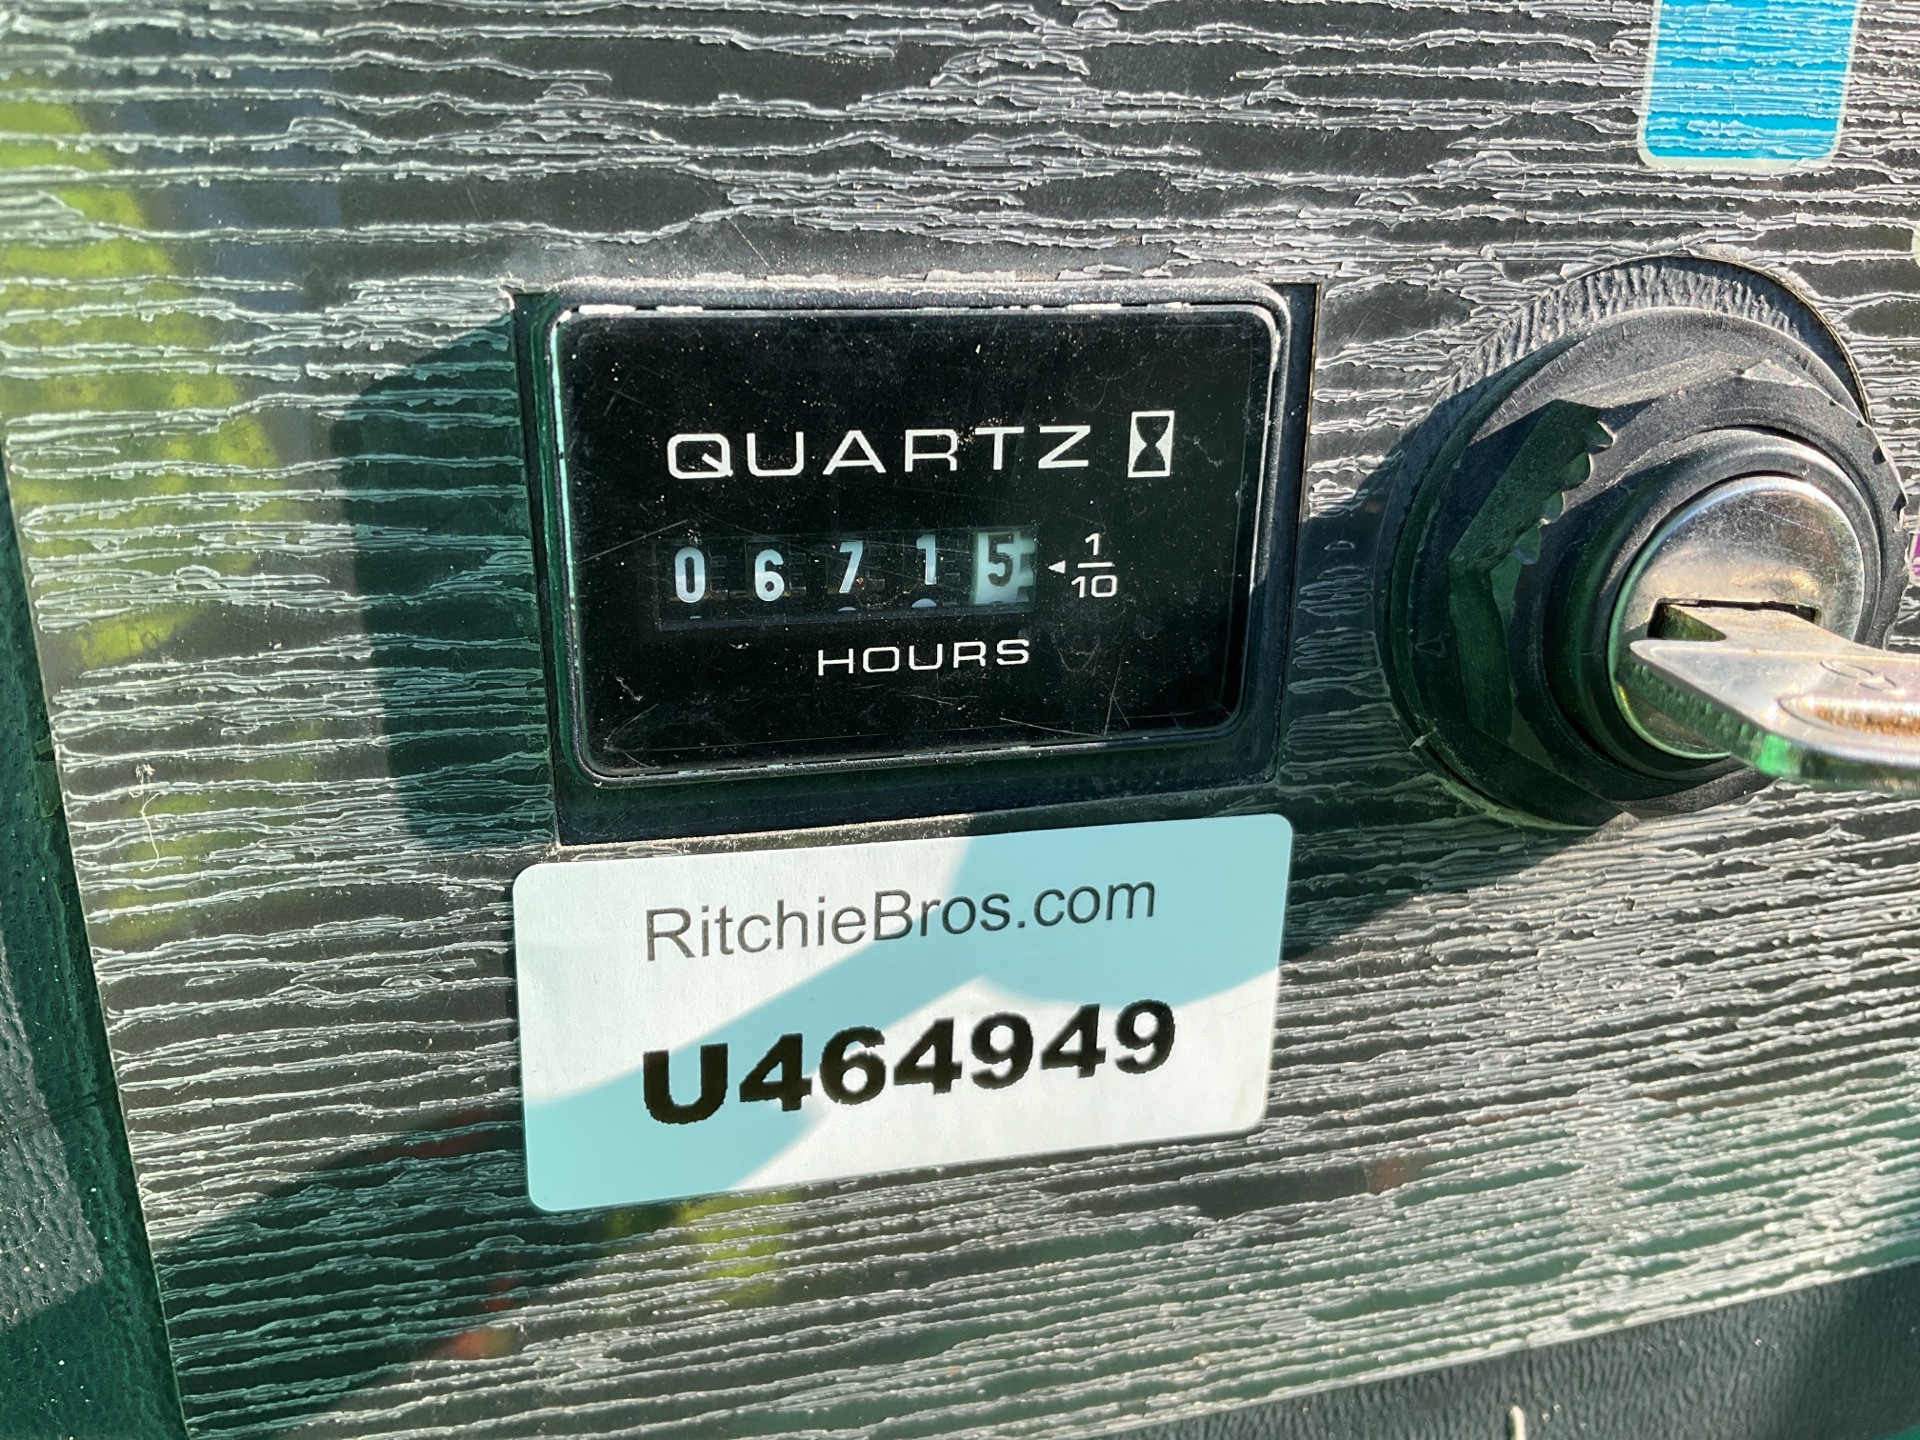 QUARTZ
06715 1/10
HOURS
RitchieBros.com
U464949